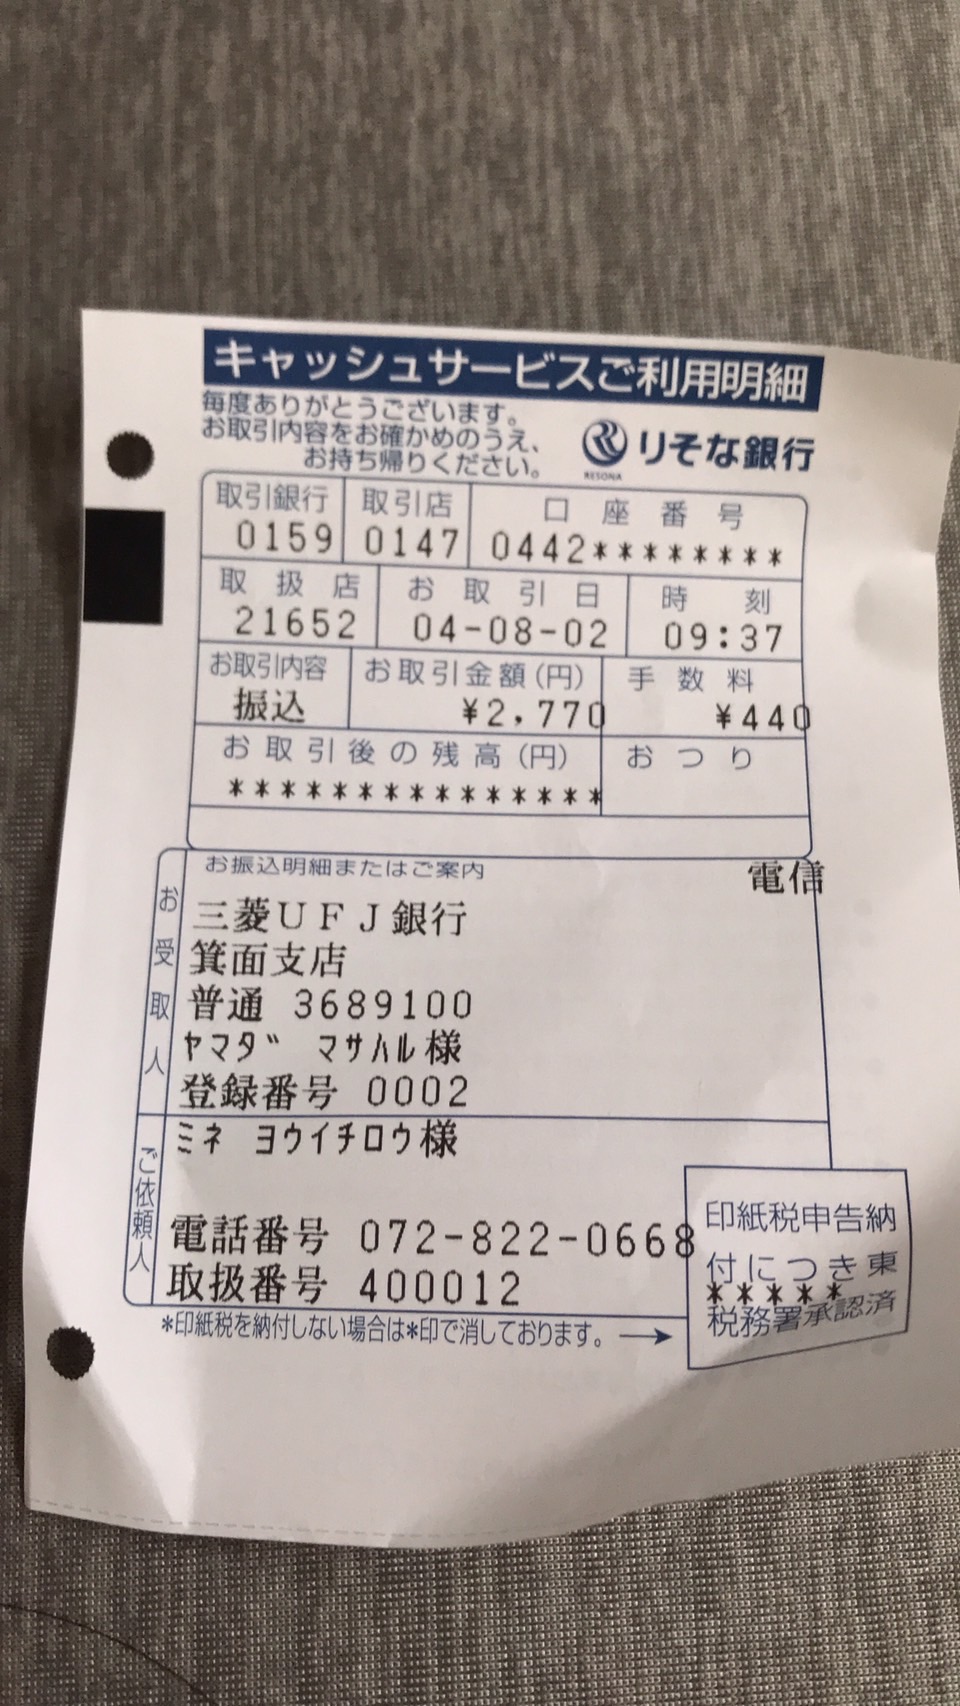 キャッシュサービスご利用明細
毎度ありがとうございます。
お取引内容をお確かめのうえ、
お持ち帰りください。
RESONA
りそな銀行
取引銀行 取引店 口座番号
0159 0147 0442********
取扱店 お取引日 時刻
21652 04-08-02 09:37
お取引内容 お取引金額(円) 手数料
振込 ¥2,770 ¥440
お取引後の残高(円) おつり
***************
お振込明細またはご案内
電信
お受取人
三菱UFJ銀行
箕面支店
普通 3689100
ヤマダ マサハル様
登録番号 0002
ご依頼人
ミネ ヨウイチロウ様
電話番号 072-822-0668
取扱番号 400012
*印紙税を納付しない場合は*印で消しております。→
印紙税申告納
付につき東
*****
税務署承認済